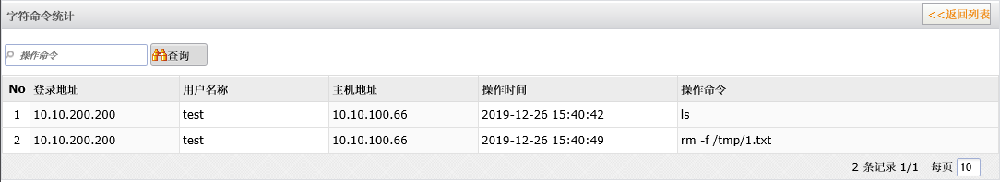 字符命令统计 <<返回列表
操作命令 查询
No 登录地址 用户名称 主机地址 操作时间 操作命令
1 10.10.200.200 test 10.10.100.66 2019-12-26 15:40:42 ls
2 10.10.200.200 test 10.10.100.66 2019-12-26 15:40:49 rm -f /tmp/1.txt
2 条记录 1/1 每页 10